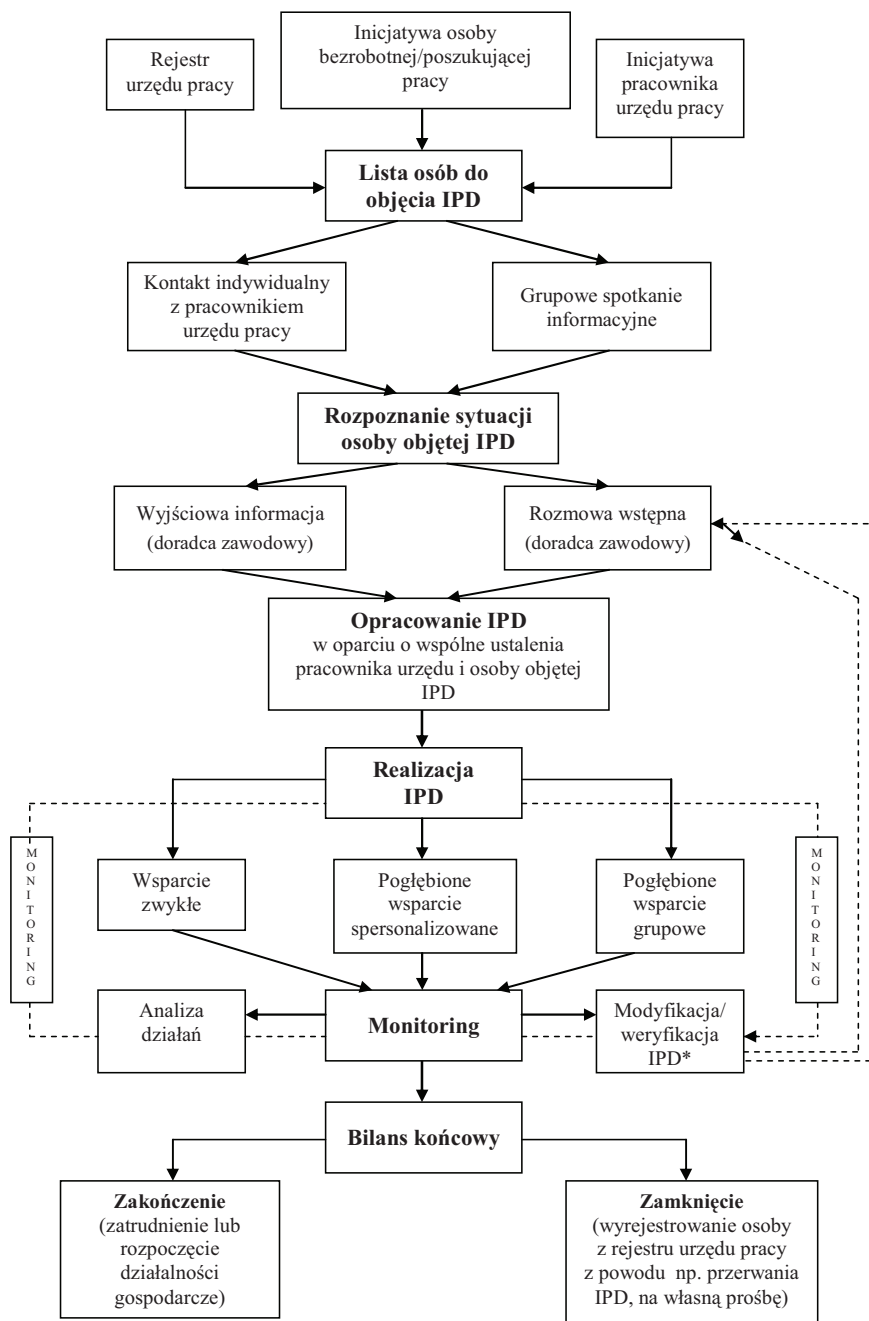 Rejestr
urzędu pracy
Inicjatywa osoby
bezrobotnej/poszukującej
pracy
Inicjatywa
pracownika
urzędu pracy
Lista osób do
objęcia IPD
Kontakt indywidualny
z pracownikiem
urzędu pracy
Grupowe spotkanie
informacyjne
Rozpoznanie sytuacji
osoby objętej IPD
Wyjściowa informacja
(doradca zawodowy)
Rozmowa wstępna
(doradca zawodowy)
Opracowanie IPD
w oparciu o wspólne ustalenia
pracownika urzędu i osoby objętej
IPD
Realizacja
IPD
MONITORING
Wsparcie
zwykłe
Pogłębione
wsparcie
spersonalizowane
Pogłębione
wsparcie
grupowe
MONITORING
Analiza
działań
Monitoring
Modyfikacja/
weryfikacja
IPD*
Bilans końcowy
Zakończenie
(zatrudnienie lub
rozpoczęcie
działalności
gospodarcze)
Zamknięcie
(wyrejestrowanie osoby
z rejestru urzędu pracy
z powodu np. przerwania
IPD, na własną prośbę)